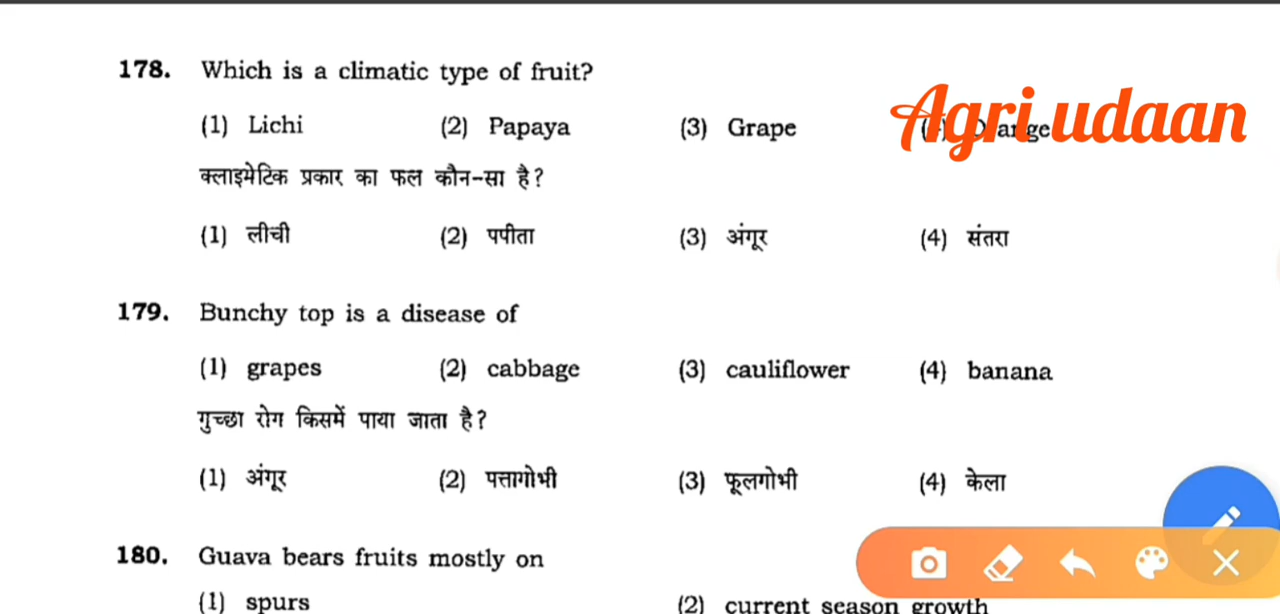 178. Which is a climatic type of fruit?
Agri udaan
(1) Lichi (2) Papaya (3) Grape
क्लाइमेटिक प्रकार का फल कौन-सा है?
(1) लीची (2) पपीता (3) अंगूर (4) संतरा
179. Bunchy top is a disease of
(1) grapes (2) cabbage (3) cauliflower (4) banana
गुच्छा रोग किसमें पाया जाता है?
(1) अंगूर (2) पत्तागोभी (3) फूलगोभी (4) केला
180. Guava bears fruits mostly on
(1) spurs (2) current season growth